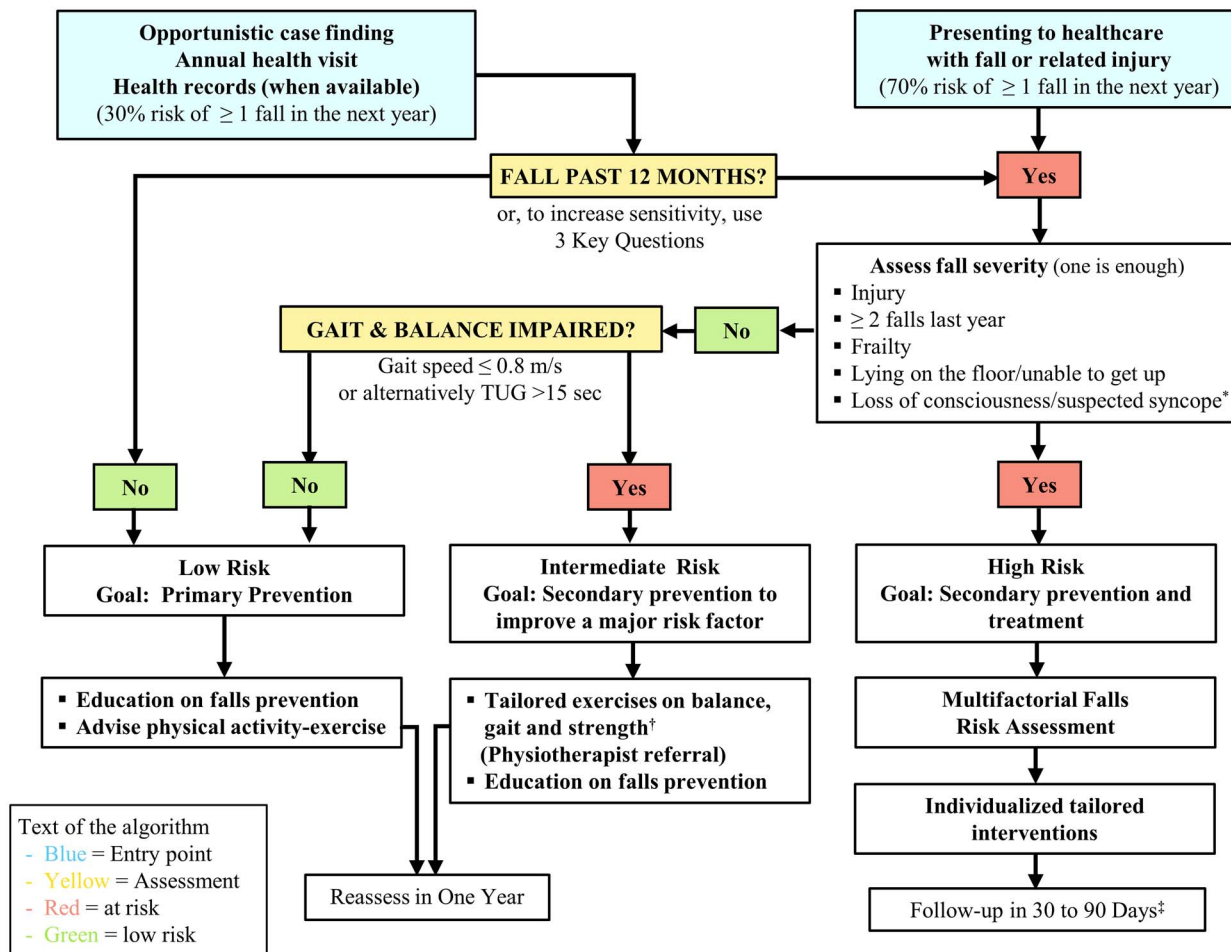 Opportunistic case finding
Annual health visit
Health records (when available)
(30% risk of ≥ 1 fall in the next year)
Presenting to healthcare
with fall or related injury
(70% risk of ≥ 1 fall in the next year)
FALL PAST 12 MONTHS?
Yes
or, to increase sensitivity, use
3 Key Questions
Assess fall severity (one is enough)
▪ Injury
▪ ≥ 2 falls last year
▪ Frailty
▪ Lying on the floor/unable to get up
▪ Loss of consciousness/suspected syncope*
GAIT & BALANCE IMPAIRED?
No
Gait speed ≤ 0.8 m/s
or alternatively TUG >15 sec
No
No
Yes
Yes
Low Risk
Goal: Primary Prevention
Intermediate Risk
Goal: Secondary prevention to
improve a major risk factor
High Risk
Goal: Secondary prevention and
treatment
▪ Education on falls prevention
▪ Advise physical activity-exercise
▪ Tailored exercises on balance,
gait and strength†
(Physiotherapist referral)
▪ Education on falls prevention
Multifactorial Falls
Risk Assessment
Individualized tailored
interventions
Text of the algorithm
- Blue = Entry point
- Yellow = Assessment
- Red = at risk
- Green = low risk
Reassess in One Year
Follow-up in 30 to 90 Days‡